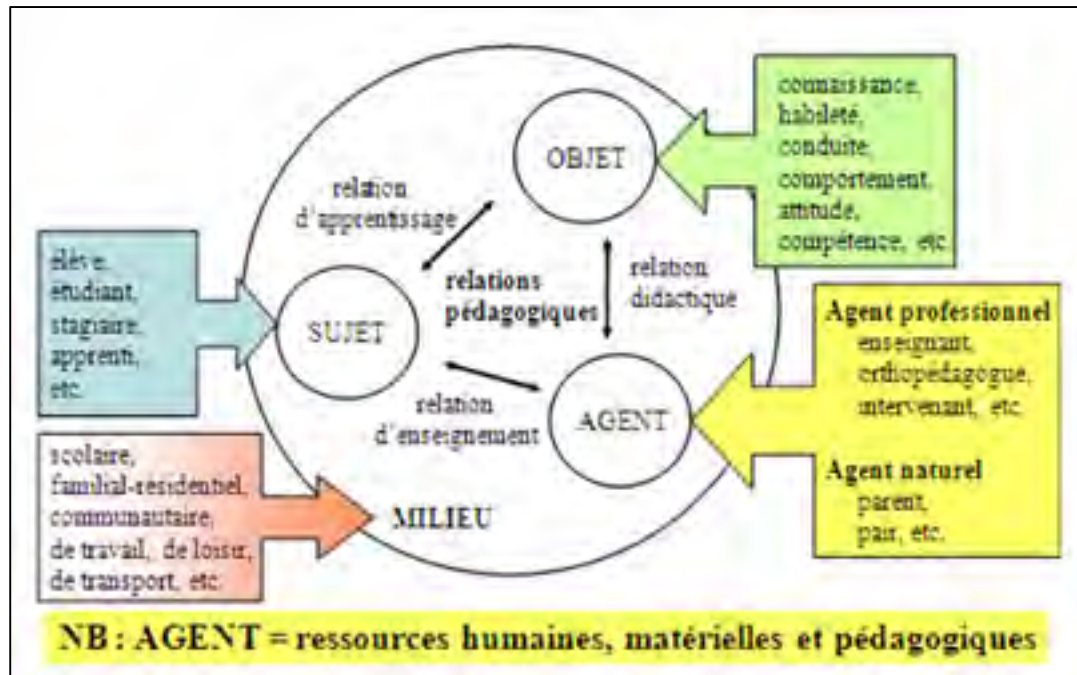 connaissance,
habileté,
conduite,
comportement,
attitude,
compétence, etc.
OBJET
relation
d'apprentissage
élève,
étudiant,
stagiaire,
apprenti,
etc.
relations
pédagogiques
relation
didactique
SUJET
Agent professionnel
enseignant,
orthopédagogue,
intervenant, etc.
Agent naturel
parent,
pair, etc.
relation
d'enseignement
AGENT
scolaire,
familial-résidentiel,
communautaire,
de travail, de loisir,
de transport, etc.
MILIEU
NB : AGENT = ressources humaines, matérielles et pédagogiques